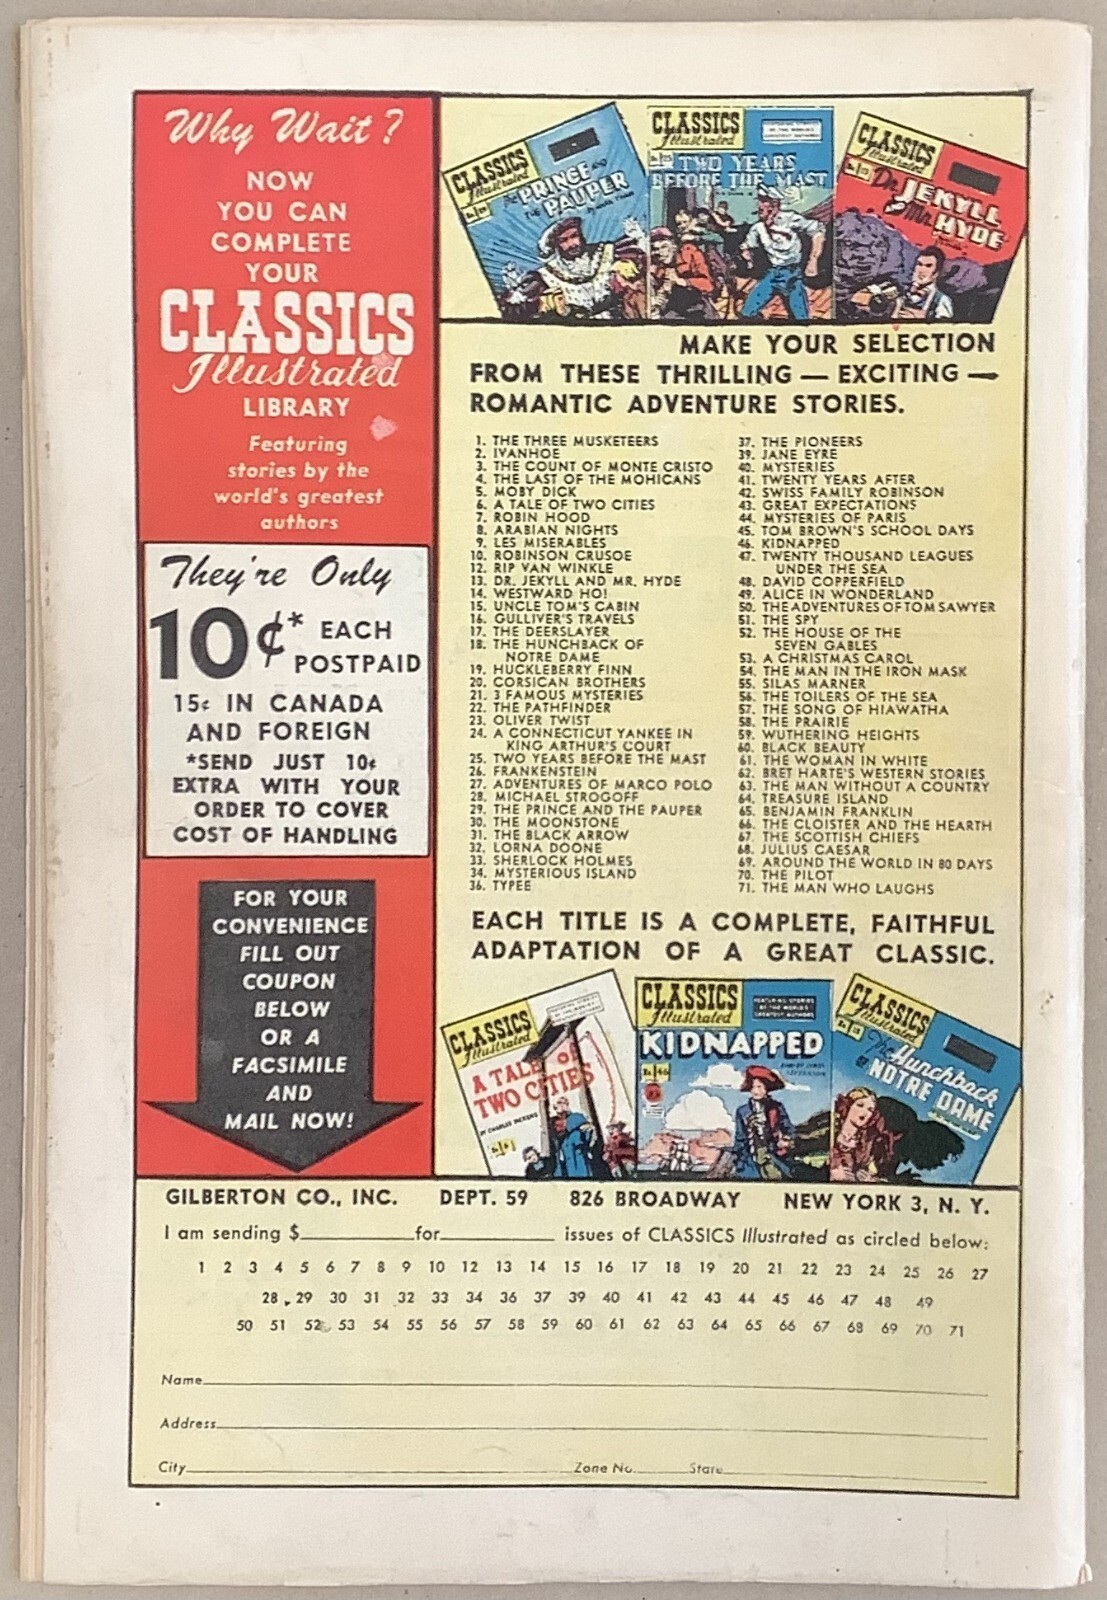 Why Wait?
NOW
YOU CAN
COMPLETE
YOUR
CLASSICS
Illustrated
LIBRARY
Featuring
stories by the
world's greatest
authors
They're Only
10¢* EACH
POSTPAID
15¢ IN CANADA
AND FOREIGN
*SEND JUST 10¢
EXTRA WITH YOUR
ORDER TO COVER
COST OF HANDLING
FOR YOUR
CONVENIENCE
FILL OUT
COUPON
BELOW
OR A
FACSIMILE
AND
MAIL NOW!
CLASSICS
Illustrated
The PRINCE AND
THE PAUPER
CLASSICS
Illustrated
TWO YEARS
BEFORE THE MAST
CLASSICS
Illustrated
Dr. JEKYLL
AND Mr. HYDE
MAKE YOUR SELECTION
FROM THESE THRILLING — EXCITING —
ROMANTIC ADVENTURE STORIES.
1. THE THREE MUSKETEERS
2. IVANHOE
3. THE COUNT OF MONTE CRISTO
4. THE LAST OF THE MOHICANS
5. MOBY DICK
6. A TALE OF TWO CITIES
7. ROBIN HOOD
8. ARABIAN NIGHTS
9. LES MISERABLES
10. ROBINSON CRUSOE
12. RIP VAN WINKLE
13. DR. JEKYLL AND MR. HYDE
14. WESTWARD HO!
15. UNCLE TOM'S CABIN
16. GULLIVER'S TRAVELS
17. THE DEERSLAYER
18. THE HUNCHBACK OF
NOTRE DAME
19. HUCKLEBERRY FINN
20. CORSICAN BROTHERS
21. 3 FAMOUS MYSTERIES
22. THE PATHFINDER
23. OLIVER TWIST
24. A CONNECTICUT YANKEE IN
KING ARTHUR'S COURT
25. TWO YEARS BEFORE THE MAST
26. FRANKENSTEIN
27. ADVENTURES OF MARCO POLO
28. MICHAEL STROGOFF
29. THE PRINCE AND THE PAUPER
30. THE MOONSTONE
31. THE BLACK ARROW
32. LORNA DOONE
33. SHERLOCK HOLMES
34. MYSTERIOUS ISLAND
36. TYPEE
37. THE PIONEERS
39. JANE EYRE
40. MYSTERIES
41. TWENTY YEARS AFTER
42. SWISS FAMILY ROBINSON
43. GREAT EXPECTATIONS
44. MYSTERIES OF PARIS
45. TOM BROWN'S SCHOOL DAYS
46. KIDNAPPED
47. TWENTY THOUSAND LEAGUES
UNDER THE SEA
48. DAVID COPPERFIELD
49. ALICE IN WONDERLAND
50. THE ADVENTURES OF TOM SAWYER
51. THE SPY
52. THE HOUSE OF THE
SEVEN GABLES
53. A CHRISTMAS CAROL
54. THE MAN IN THE IRON MASK
55. SILAS MARNER
56. THE TOILERS OF THE SEA
57. THE SONG OF HIAWATHA
58. THE PRAIRIE
59. WUTHERING HEIGHTS
60. BLACK BEAUTY
61. THE WOMAN IN WHITE
62. BRET HARTE'S WESTERN STORIES
63. THE MAN WITHOUT A COUNTRY
64. TREASURE ISLAND
65. BENJAMIN FRANKLIN
66. THE CLOISTER AND THE HEARTH
67. THE SCOTTISH CHIEFS
68. JULIUS CAESAR
69. AROUND THE WORLD IN 80 DAYS
70. THE PILOT
71. THE MAN WHO LAUGHS
EACH TITLE IS A COMPLETE, FAITHFUL
ADAPTATION OF A GREAT CLASSIC.
CLASSICS
Illustrated
A TALE OF
TWO CITIES
BY CHARLES DICKENS
CLASSICS
Illustrated
FEATURING STORIES
BY THE WORLD'S
GREATEST AUTHORS
KIDNAPPED
No 46
CLASSICS
Illustrated
The Hunchback
of NOTRE DAME
GILBERTON CO., INC. DEPT. 59 826 BROADWAY NEW YORK 3, N. Y.
I am sending $ for issues of CLASSICS Illustrated as circled below:
1 2 3 4 5 6 7 8 9 10 12 13 14 15 16 17 18 19 20 21 22 23 24 25 26 27
28 29 30 31 32 33 34 36 37 39 40 41 42 43 44 45 46 47 48 49
50 51 52 53 54 55 56 57 58 59 60 61 62 63 64 65 66 67 68 69 70 71
Name
Address
City Zone No. State